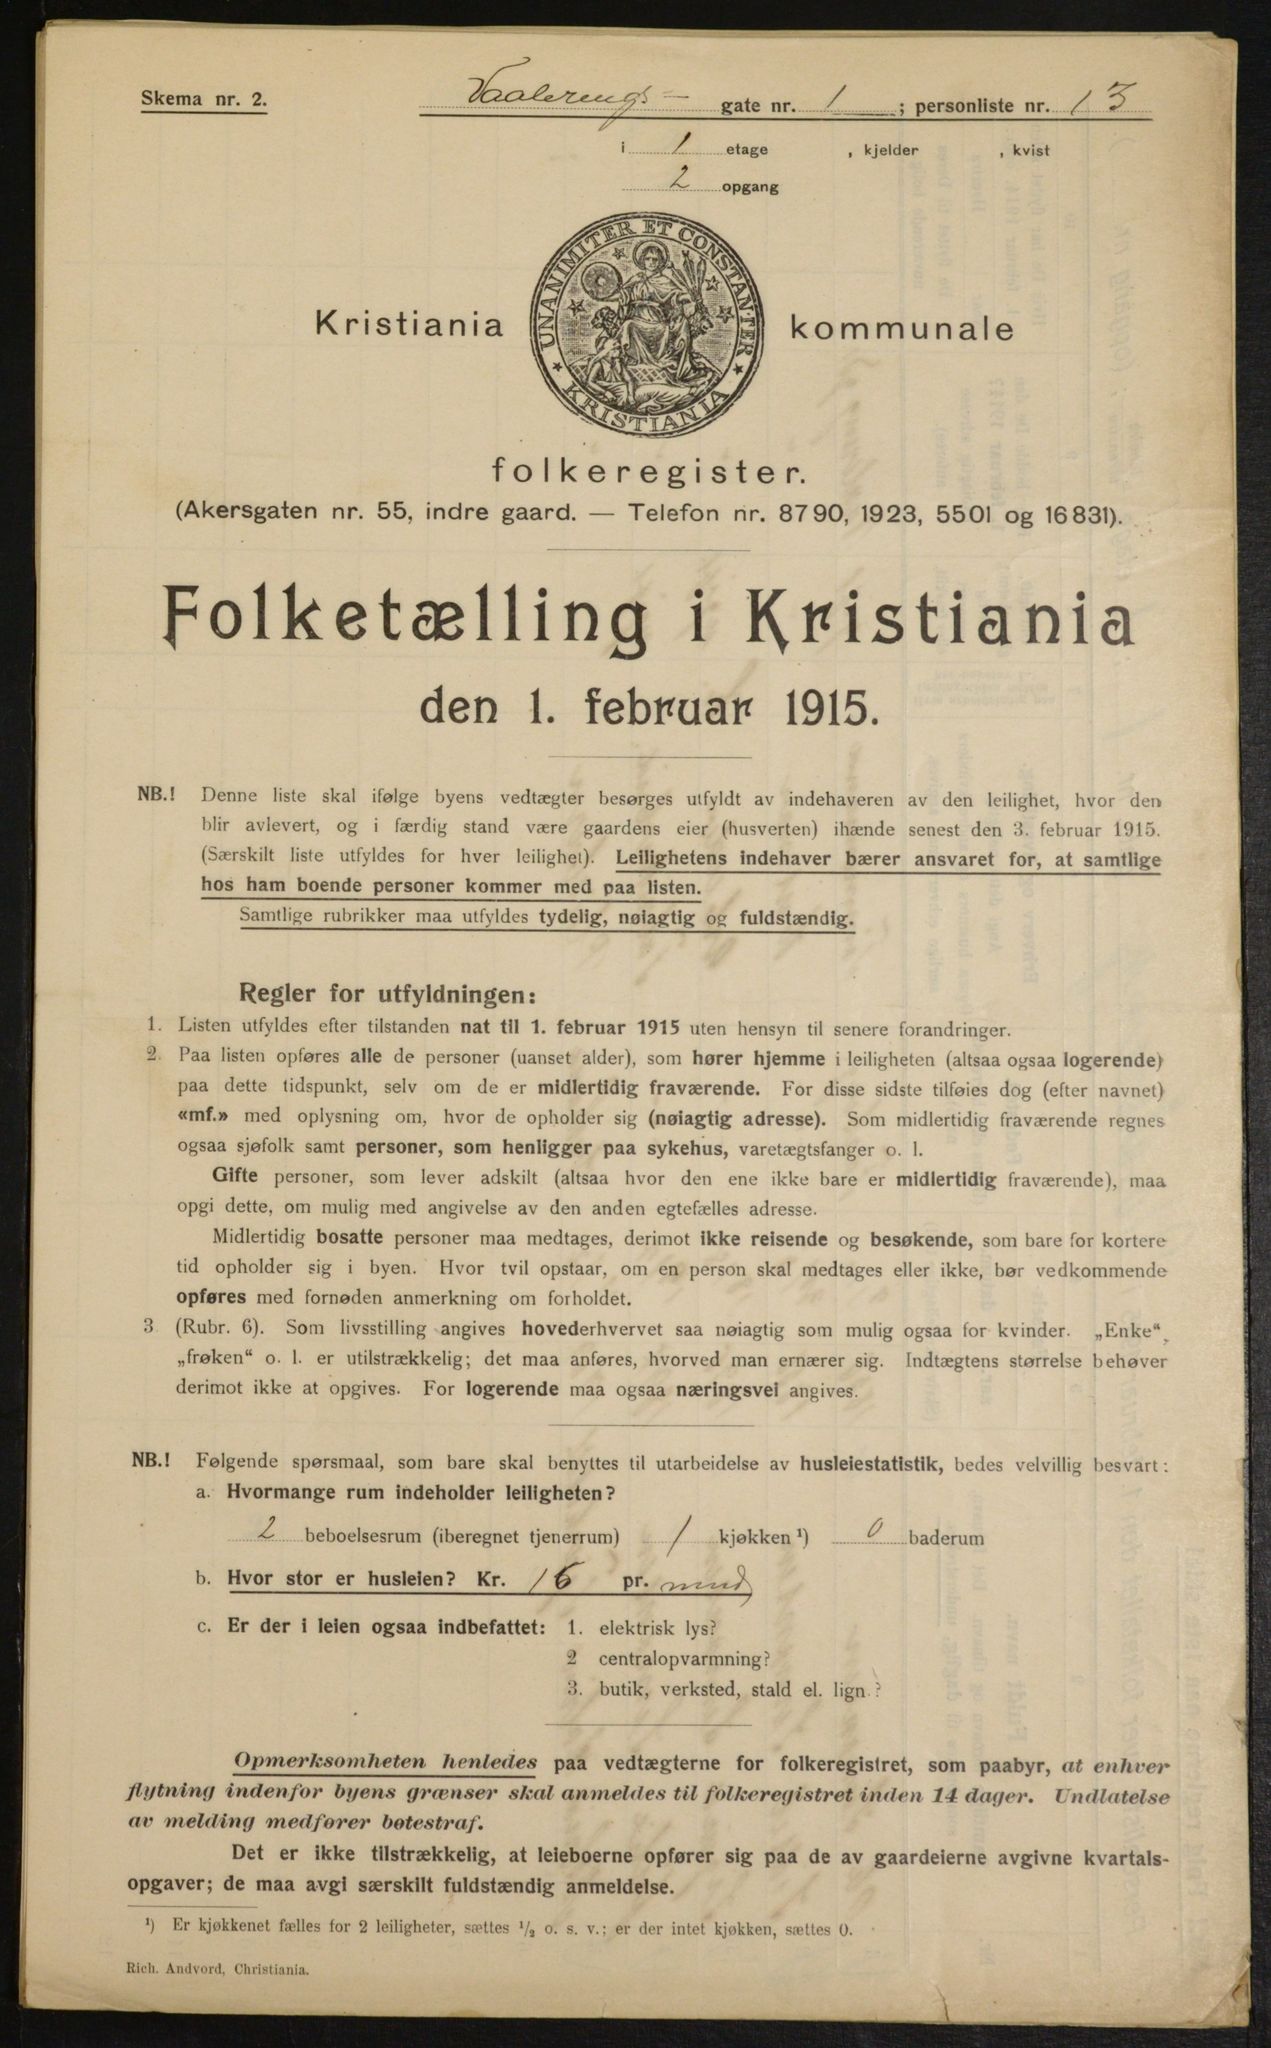 Skema nr. 2.
Vaalerengs- gate nr. 1 ; personliste nr. 13
i 1 etage , kjelder , kvist
2 opgang
UNANIMITER ET CONSTANTER
KRISTIANIA
Kristiania kommunale
folkeregister.
(Akersgaten nr. 55, indre gaard. — Telefon nr. 8790, 1923, 5501 og 16831).
Folketælling i Kristiania
den 1. februar 1915.
NB.! Denne liste skal ifølge byens vedtægter besørges utfyldt av indehaveren av den leilighet, hvor den
blir avlevert, og i færdig stand være gaardens eier (husverten) ihænde senest den 3. februar 1915.
(Særskilt liste utfyldes for hver leilighet). Leilighetens indehaver bærer ansvaret for, at samtlige
hos ham boende personer kommer med paa listen.
Samtlige rubrikker maa utfyldes tydelig, nøiagtig og fuldstændig.
Regler for utfyldningen:
1. Listen utfyldes efter tilstanden nat til 1. februar 1915 uten hensyn til senere forandringer.
2. Paa listen opføres alle de personer (uanset alder), som hører hjemme i leiligheten (altsaa ogsaa logerende)
paa dette tidspunkt, selv om de er midlertidig fraværende. For disse sidste tilføies dog (efter navnet)
«mf.» med oplysning om, hvor de opholder sig (nøiagtig adresse). Som midlertidig fraværende regnes
ogsaa sjøfolk samt personer, som henligger paa sykehus, varetægtsfanger o. l.
Gifte personer, som lever adskilt (altsaa hvor den ene ikke bare er midlertidig fraværende), maa
opgi dette, om mulig med angivelse av den anden egtefælles adresse.
Midlertidig bosatte personer maa medtages, derimot ikke reisende og besøkende, som bare for kortere
tid opholder sig i byen. Hvor tvil opstaar, om en person skal medtages eller ikke, bør vedkommende
opføres med fornøden anmerkning om forholdet.
3 (Rubr. 6). Som livsstilling angives hovederhvervet saa nøiagtig som mulig ogsaa for kvinder. „Enke“,
„frøken“ o. l. er utilstrækkelig; det maa anføres, hvorved man ernærer sig. Indtægtens størrelse behøver
derimot ikke at opgives. For logerende maa ogsaa næringsvei angives.
NB.! Følgende spørsmaal, som bare skal benyttes til utarbeidelse av husleiestatistik, bedes velvillig besvart:
a. Hvormange rum indeholder leiligheten?
2 beboelsesrum (iberegnet tjenerrum) 1 kjøkken ¹) 0 baderum
b. Hvor stor er husleien? Kr. 16 pr. mnd
c. Er der i leien ogsaa indbefattet: 1. elektrisk lys?
2 centralopvarmning?
3. butik, verksted, stald el. lign.?
Opmerksomheten henledes paa vedtægterne for folkeregistret, som paabyr, at enhver
flytning indenfor byens grænser skal anmeldes til folkeregistret inden 14 dager. Undlatelse
av melding medfører bøtestraf.
Det er ikke tilstrækkelig, at leieboerne opfører sig paa de av gaardeierne avgivne kvartals-
opgaver; de maa avgi særskilt fuldstændig anmeldelse.
¹) Er kjøkkenet fælles for 2 leiligheter, sættes ½ o. s. v.; er der intet kjøkken, sættes 0.
Rich. Andvord, Christiania.